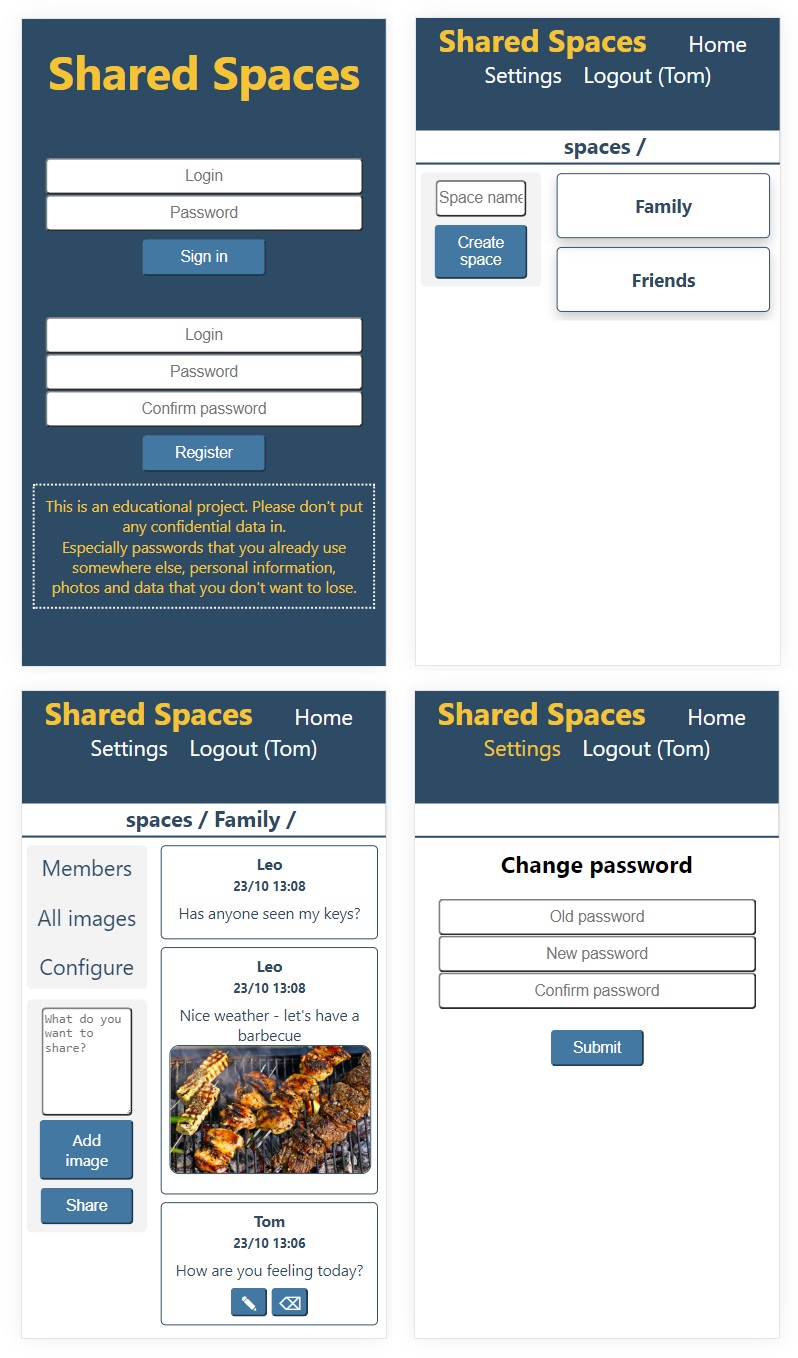 Shared Spaces
Login
Password
Sign in
Login
Password
Confirm password
Register
This is an educational project. Please don't put
any confidential data in.
Especially passwords that you already use
somewhere else, personal information,
photos and data that you don't want to lose.
Shared Spaces Home
Settings Logout (Tom)
spaces /
Space name
Create
space
Family
Friends
Shared Spaces Home
Settings Logout (Tom)
spaces / Family /
Members
All images
Configure
What do you
want to
share?
Add
image
Share
Leo
23/10 13:08
Has anyone seen my keys?
Leo
23/10 13:08
Nice weather - let's have a
barbecue
Tom
23/10 13:06
How are you feeling today?
Shared Spaces Home
Settings Logout (Tom)
Change password
Old password
New password
Confirm password
Submit